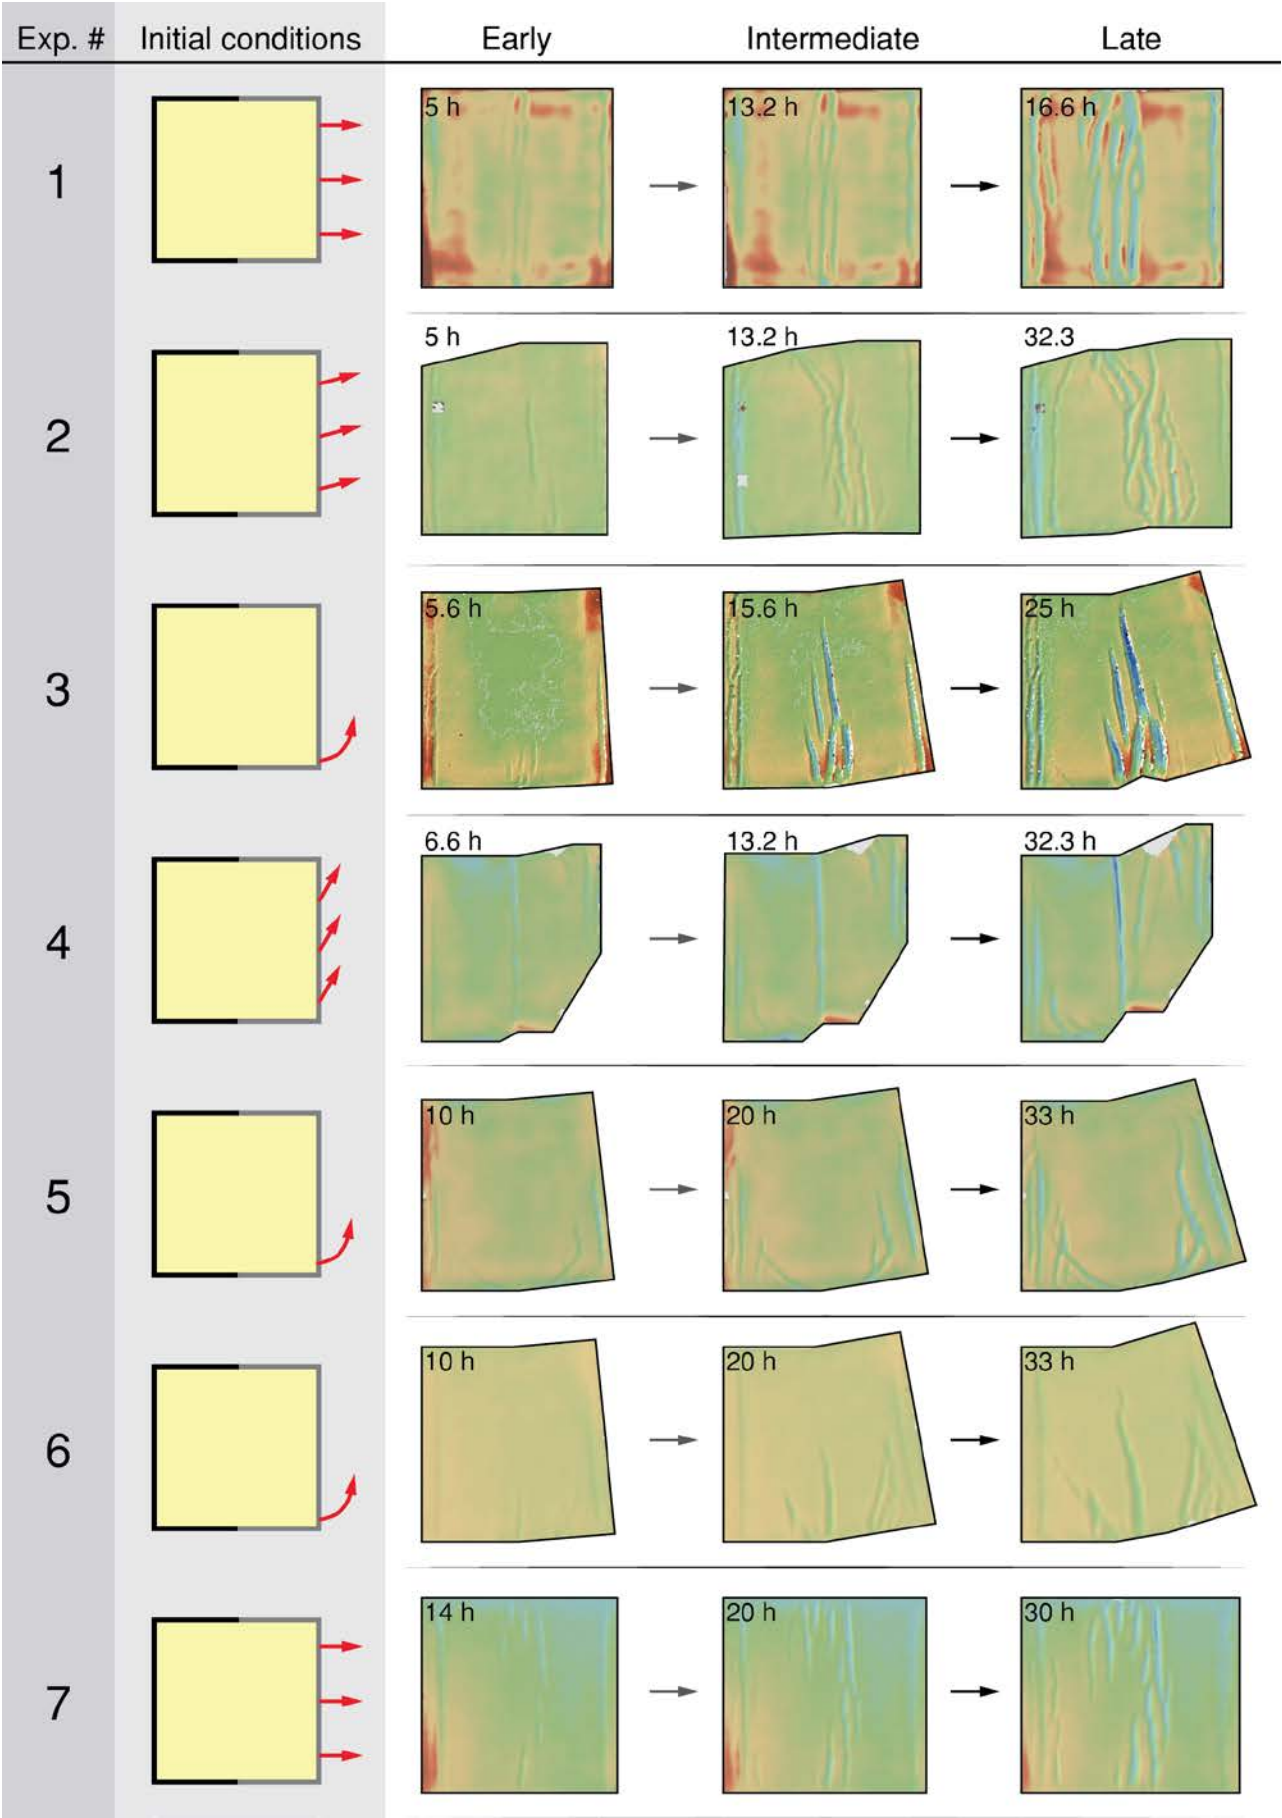 Exp. # Initial conditions Early Intermediate Late
1 5 h 13.2 h 16.6 h
2 5 h 13.2 h 32.3
3 5.6 h 15.6 h 25 h
4 6.6 h 13.2 h 32.3 h
5 10 h 20 h 33 h
6 10 h 20 h 33 h
7 14 h 20 h 30 h